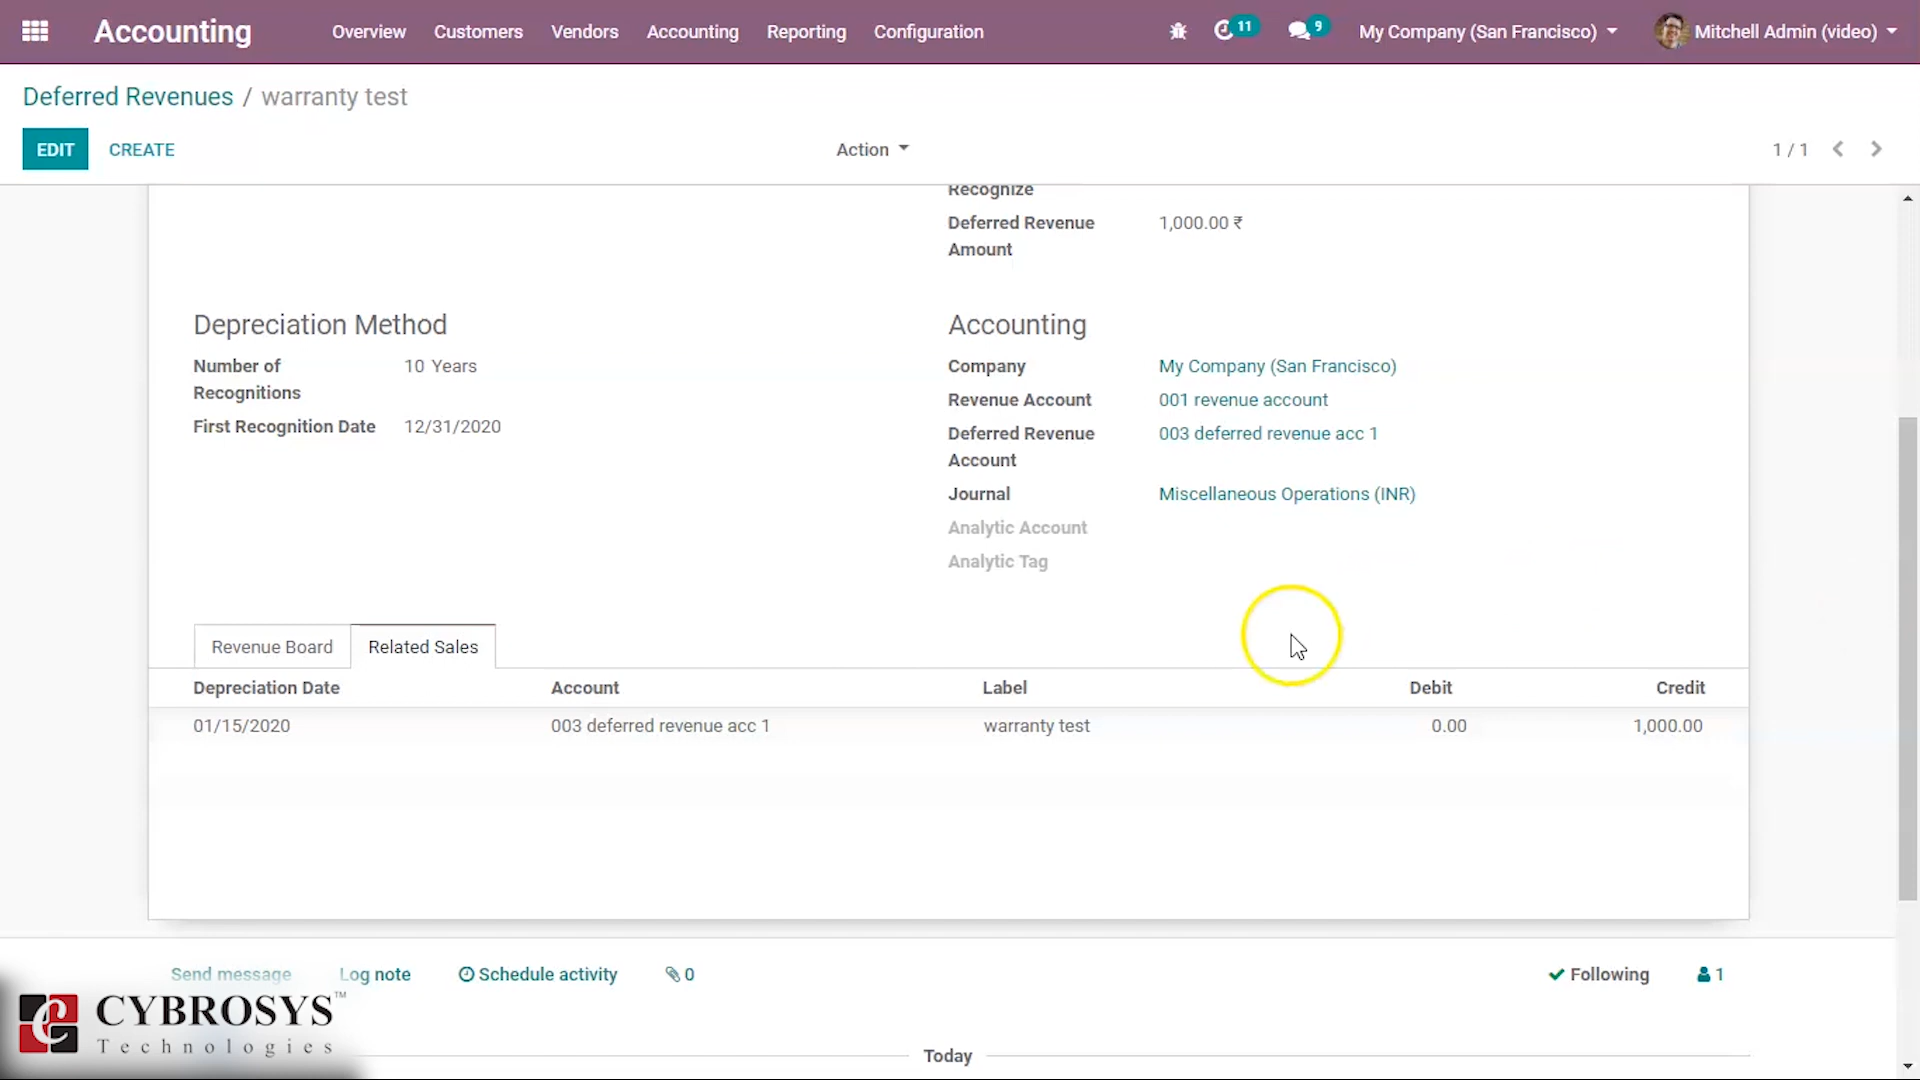 Accounting Overview Customers Vendors Accounting Reporting Configuration 11 9 My Company (San Francisco) Mitchell Admin (video)
Deferred Revenues / warranty test
EDIT CREATE Action 1 / 1
Recognize
Deferred Revenue Amount 1,000.00 ₹
Depreciation Method
Number of Recognitions 10 Years
First Recognition Date 12/31/2020
Accounting
Company My Company (San Francisco)
Revenue Account 001 revenue account
Deferred Revenue Account 003 deferred revenue acc 1
Journal Miscellaneous Operations (INR)
Analytic Account
Analytic Tag
Revenue Board Related Sales
Depreciation Date Account Label Debit Credit
01/15/2020 003 deferred revenue acc 1 warranty test 0.00 1,000.00
Send message Log note Schedule activity 0 Following 1
CYBROSYS™
Technologies
Today